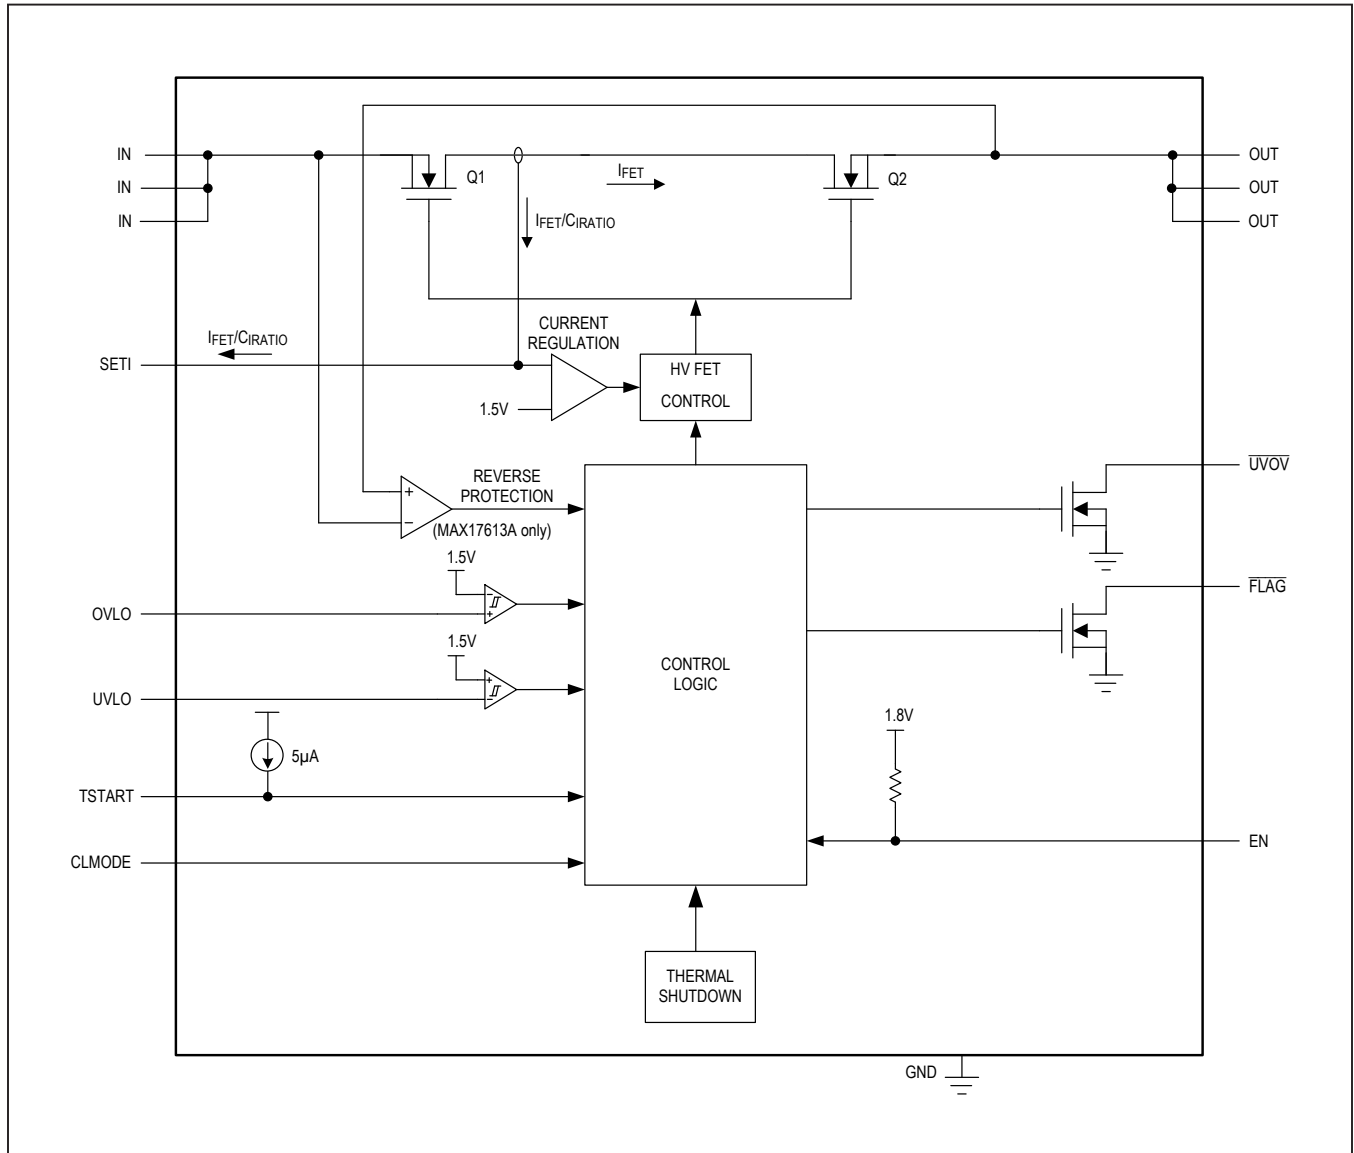 IN
IN
IN
Q1
IFET
Q2
OUT
OUT
OUT
IFET/CIRATIO
IFET/CIRATIO
SETI
CURRENT
REGULATION
1.5V
HV FET
CONTROL
REVERSE
PROTECTION
(MAX17613A only)
+
−
UVOV
1.5V
−
+
OVLO
FLAG
1.5V
+
−
UVLO
CONTROL
LOGIC
5µA
TSTART
1.8V
CLMODE
EN
THERMAL
SHUTDOWN
GND